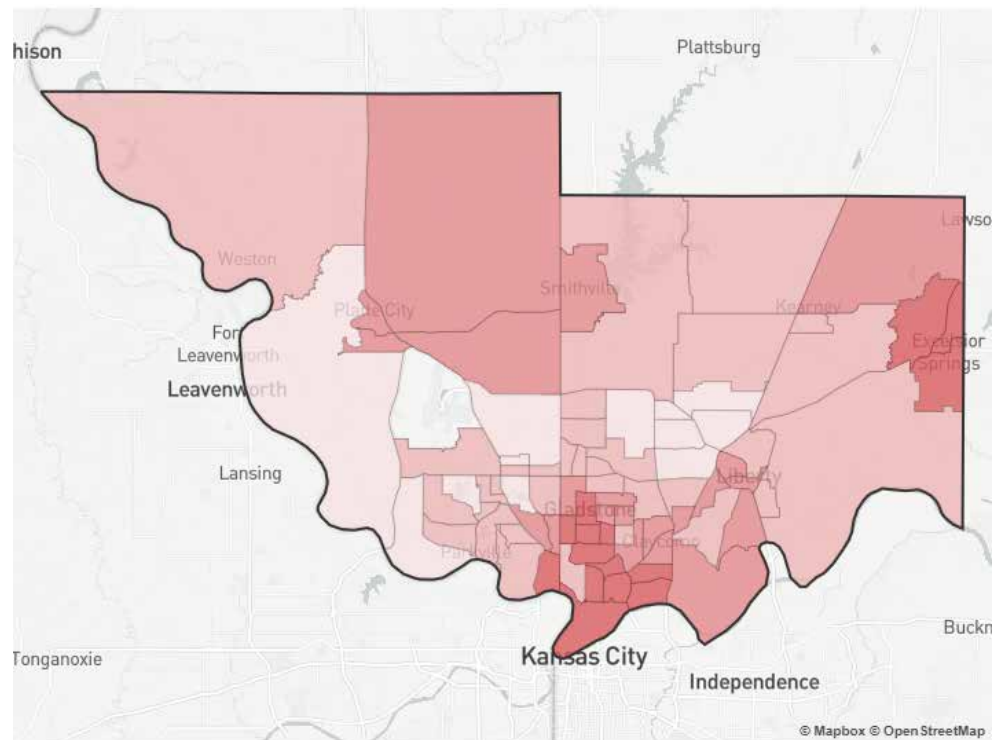 hison
Plattsburg
Lawso
Weston
Smithville
Platte City
Kearney
Fort
Leavenworth
Excelsior
Springs
Leavenworth
Lansing
Liberty
Gladstone
Claycomo
Parkville
Buckn
Tonganoxie
Kansas City
Independence
© Mapbox © OpenStreetMap